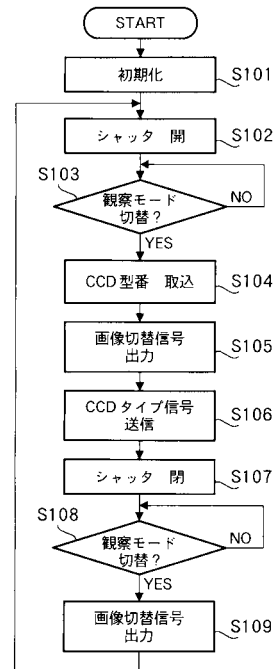 START
初期化 S101
シャッタ 開 S102
S103
観察モード
切替?
NO
YES
CCD型番 取込 S104
画像切替信号
出力 S105
CCDタイプ信号
送信 S106
シャッタ 閉 S107
S108
観察モード
切替?
NO
YES
画像切替信号
出力 S109